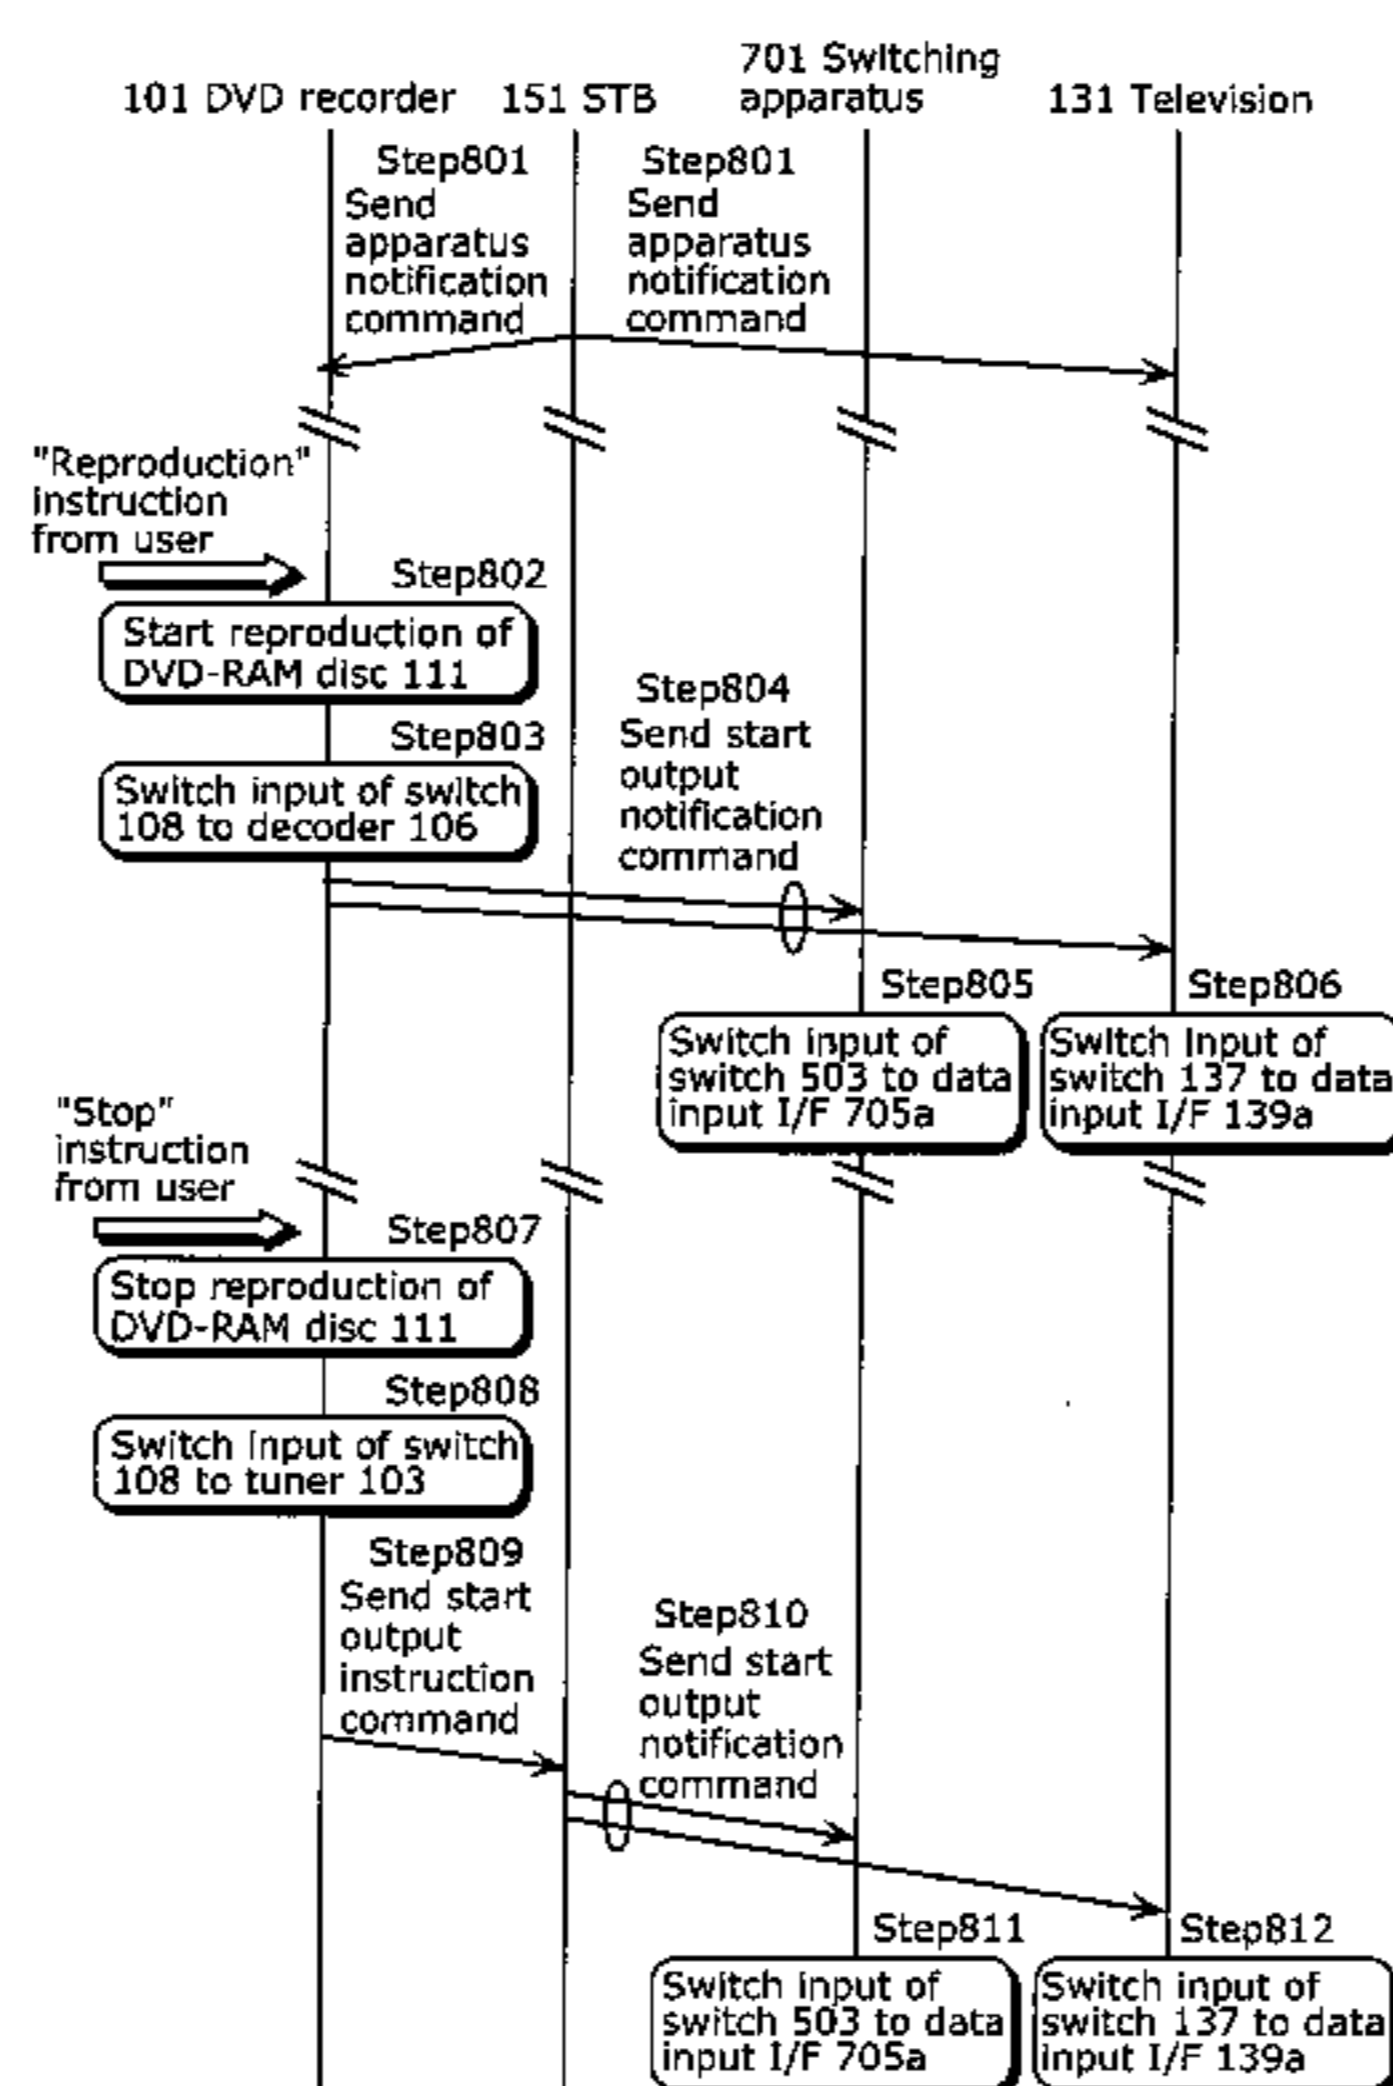 701 Switching
101 DVD recorder 151 STB apparatus 131 Television
Step801 Step801
Send Send
apparatus apparatus
notification notification
command command
"Reproduction"
instruction
from user
Step802
Start reproduction of
DVD-RAM disc 111
Step803
Switch input of switch
108 to decoder 106
Step804
Send start
output
notification
command
Step805
Switch input of
switch 503 to data
input I/F 705a
Step806
Switch input of
switch 137 to data
input I/F 139a
"Stop"
instruction
from user
Step807
Stop reproduction of
DVD-RAM disc 111
Step808
Switch input of switch
108 to tuner 103
Step809
Send start
output
instruction
command
Step810
Send start
output
notification
command
Step811
Switch input of
switch 503 to data
input I/F 705a
Step812
Switch input of
switch 137 to data
input I/F 139a